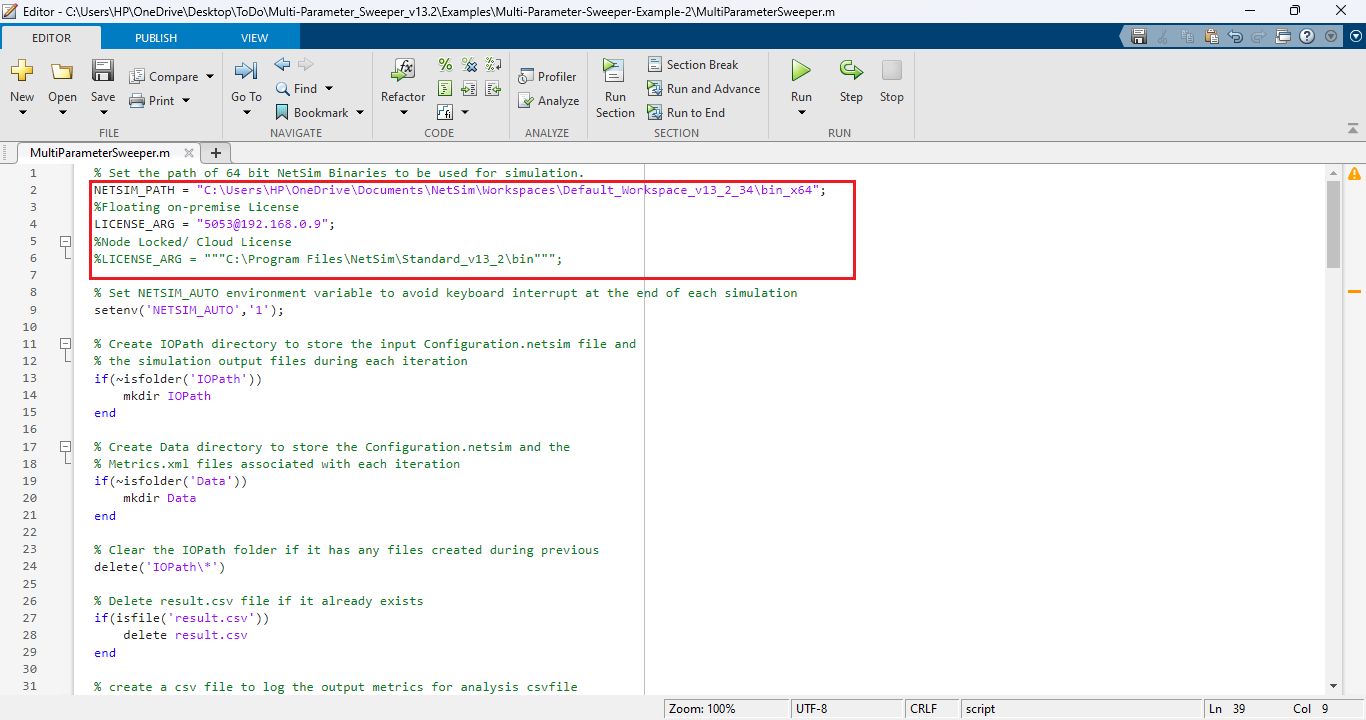 Editor - C:\Users\HP\OneDrive\Desktop\ToDo\Multi-Parameter_Sweeper_v13.2\Examples\Multi-Parameter-Sweeper-Example-2\MultiParameterSweeper.m
EDITOR PUBLISH VIEW
New Open Save Compare Print FILE
Go To Find Bookmark NAVIGATE
Refactor CODE
Profiler Analyze ANALYZE
Run Section Section Break Run and Advance Run to End SECTION
Run Step Stop RUN
MultiParameterSweeper.m
1 % Set the path of 64 bit NetSim Binaries to be used for simulation.
2 NETSIM_PATH = "C:\Users\HP\OneDrive\Documents\NetSim\Workspaces\Default_Workspace_v13_2_34\bin_x64";
3 %Floating on-premise License
4 LICENSE_ARG = "5053@192.168.0.9";
5 %Node Locked/ Cloud License
6 %LICENSE_ARG = """C:\Program Files\NetSim\Standard_v13_2\bin""";
7
8 % Set NETSIM_AUTO environment variable to avoid keyboard interrupt at the end of each simulation
9 setenv('NETSIM_AUTO','1');
10
11 % Create IOPath directory to store the input Configuration.netsim file and
12 % the simulation output files during each iteration
13 if(~isfolder('IOPath'))
14 mkdir IOPath
15 end
16
17 % Create Data directory to store the Configuration.netsim and the
18 % Metrics.xml files associated with each iteration
19 if(~isfolder('Data'))
20 mkdir Data
21 end
22
23 % Clear the IOPath folder if it has any files created during previous
24 delete('IOPath\*')
25
26 % Delete result.csv file if it already exists
27 if(isfile('result.csv'))
28 delete result.csv
29 end
30
31 % create a csv file to log the output metrics for analysis csvfile
Zoom: 100% UTF-8 CRLF script Ln 39 Col 9